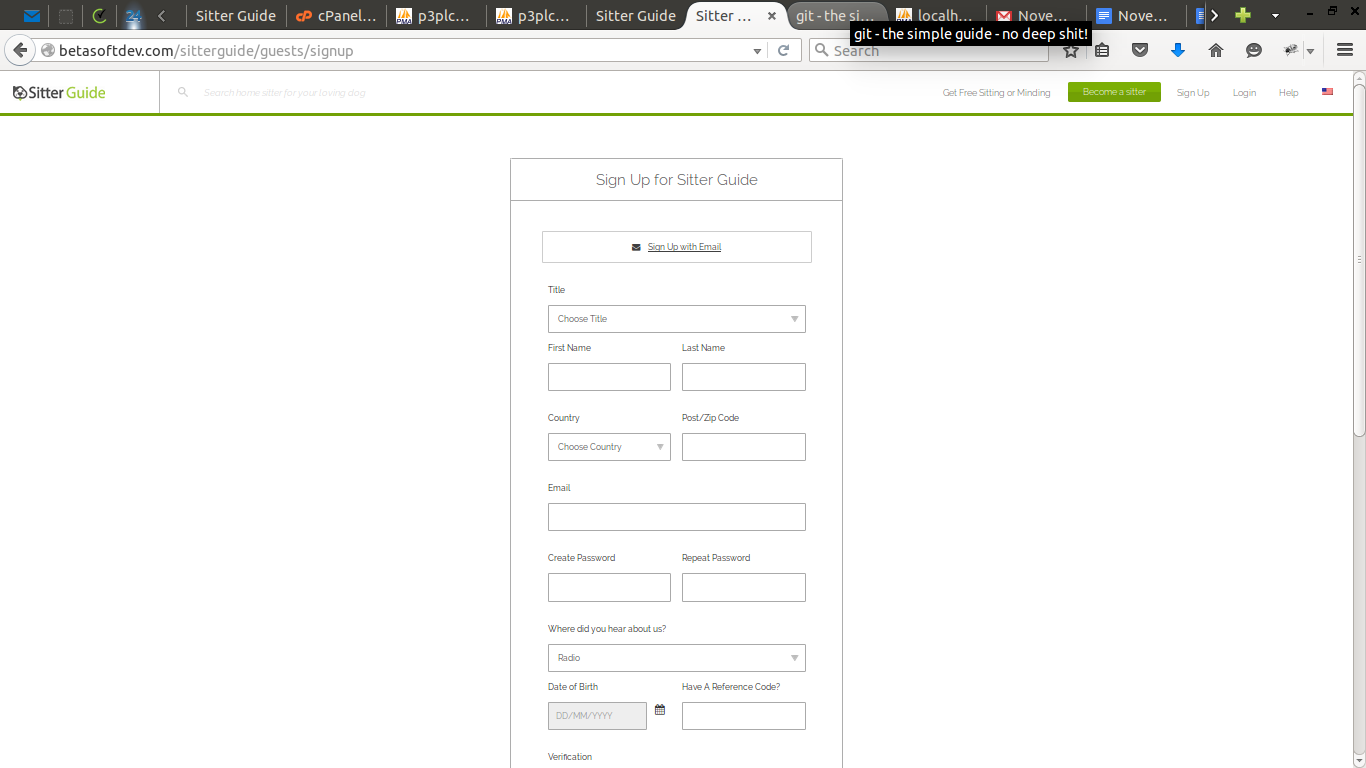 24 Sitter Guide cP cPanel... p3plc... p3plc... Sitter Guide Sitter ... git - the si... localh... Nove... Nove...
git - the simple guide - no deep shit!
betasoftdev.com/sitterguide/guests/signup Search
Sitter Guide Search home sitter for your loving dog Get Free Sitting or Minding Become a sitter Sign Up Login Help
Sign Up for Sitter Guide
Sign Up with Email
Title
Choose Title
First Name Last Name
Country Post/Zip Code
Choose Country
Email
Create Password Repeat Password
Where did you hear about us?
Radio
Date of Birth Have A Reference Code?
DD/MM/YYYY
Verification